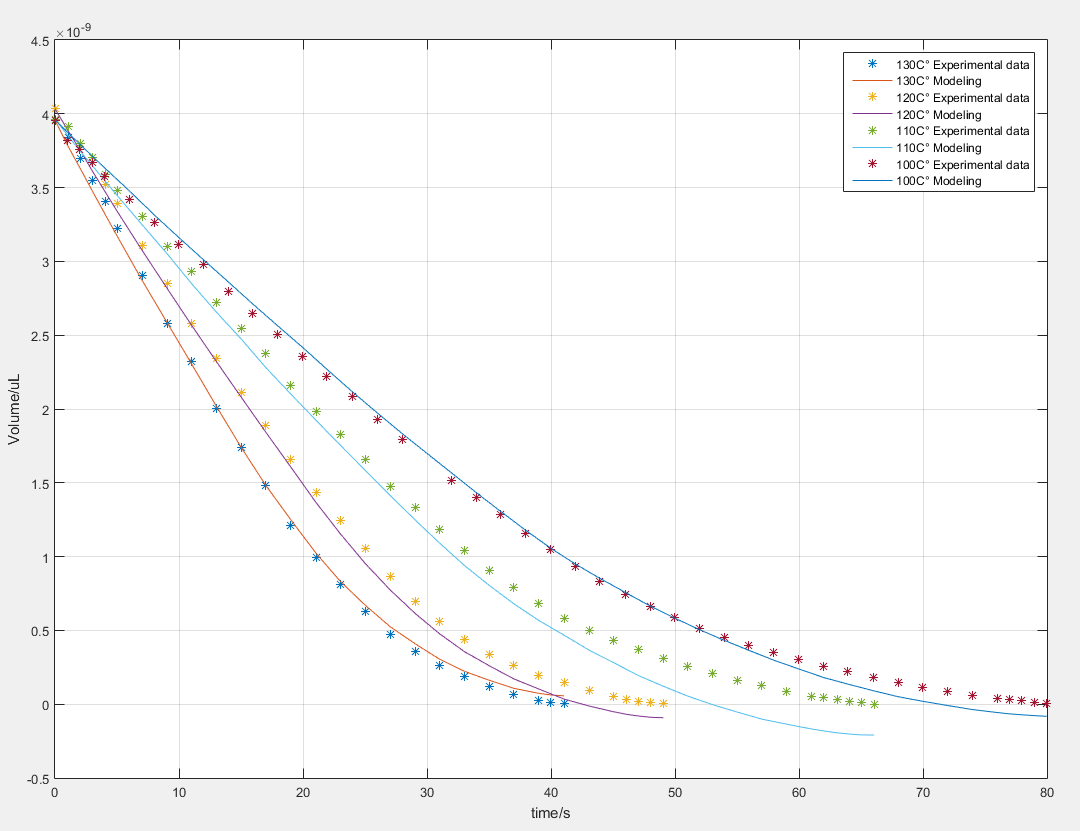 ×10-9
4.5
4
3.5
3
2.5
2
1.5
1
0.5
0
-0.5
Volume/uL
0 10 20 30 40 50 60 70 80
time/s
130C° Experimental data
130C° Modeling
120C° Experimental data
120C° Modeling
110C° Experimental data
110C° Modeling
100C° Experimental data
100C° Modeling